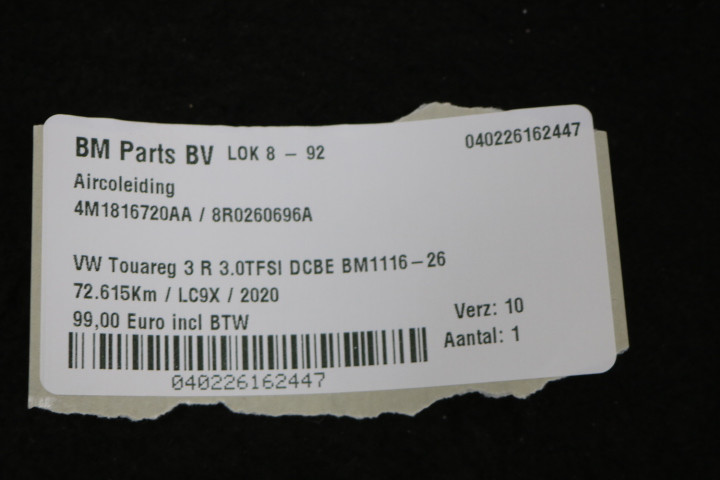 BM Parts BV LOK 8 - 92
040226162447
Aircoleiding
4M1816720AA / 8R0260696A
VW Touareg 3 R 3.0TFSI DCBE BM1116-26
72.615Km / LC9X / 2020
99,00 Euro incl BTW
Verz: 10
Aantal: 1
040226162447